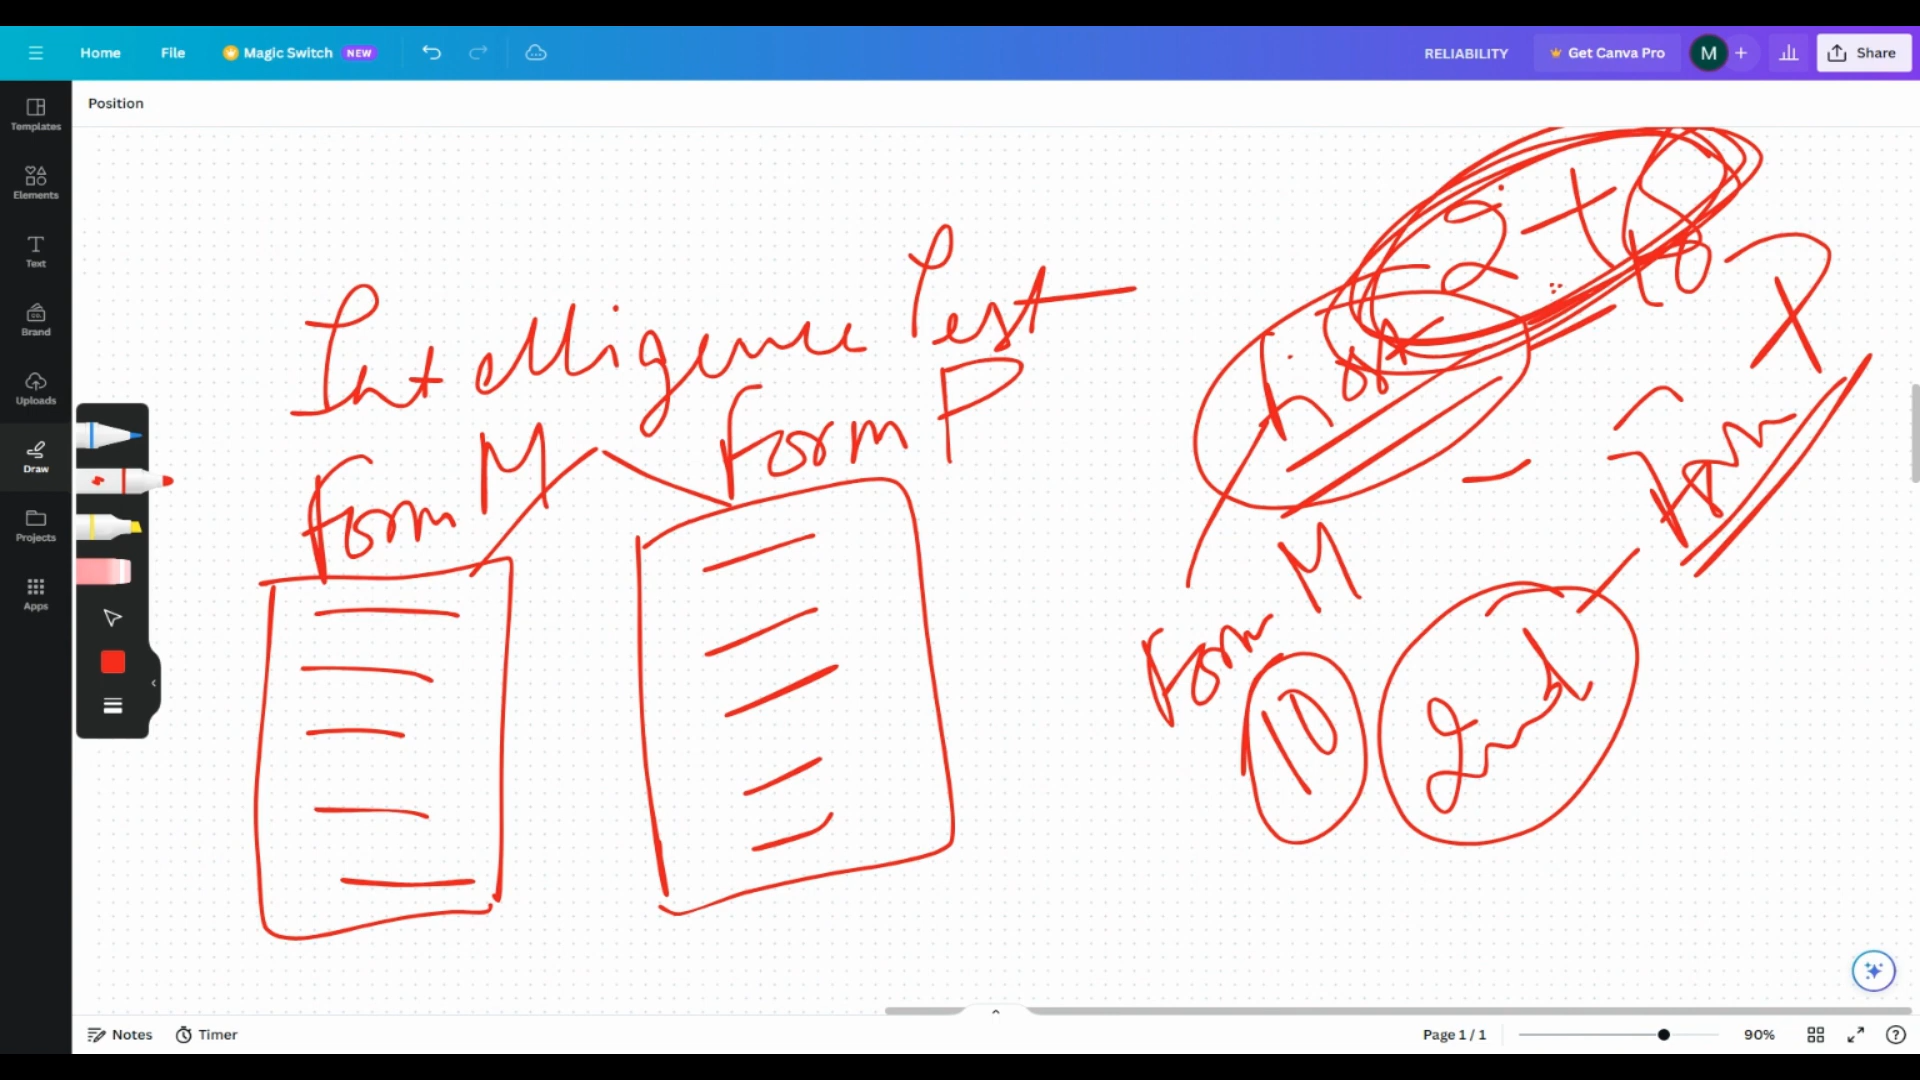 Home File Magic Switch NEW RELIABILITY Get Canva Pro M + Share
Position
Templates
Elements
Text
Brand
Uploads
Draw
Projects
Apps
Intelligence Test
Form M
Form P
Form M
10
Form
Notes Timer Page 1 / 1 90%